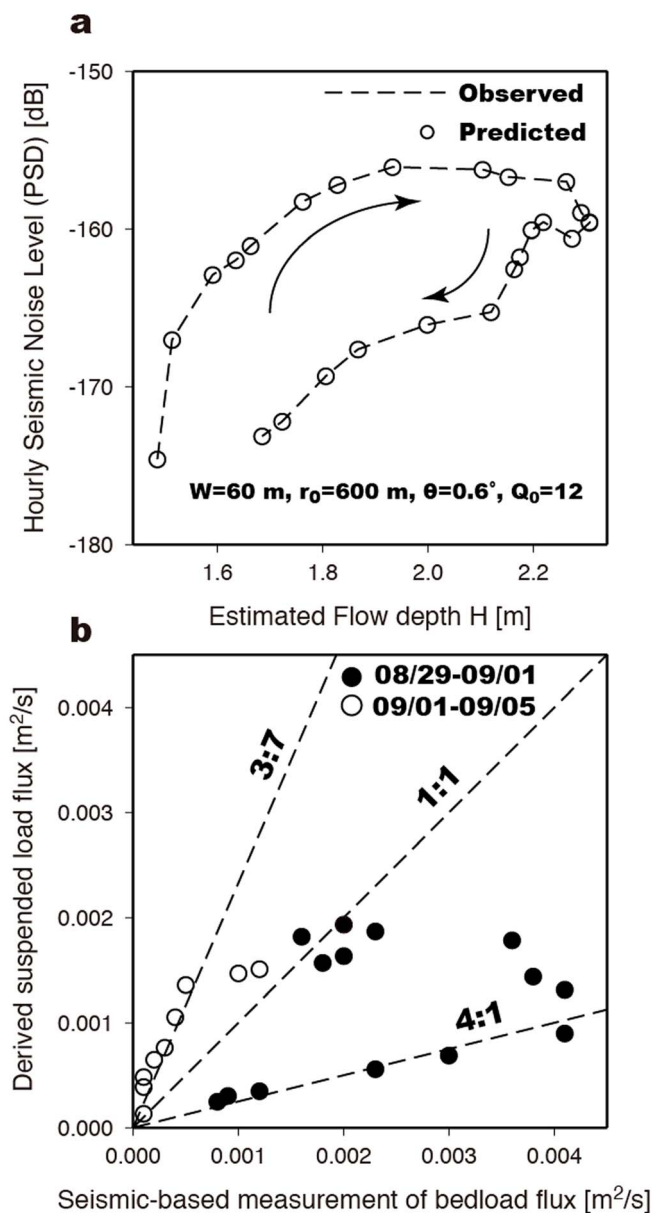 a
Hourly Seismic Noise Level (PSD) [dB]
-150
-160
-170
-180
Observed
Predicted
W=60 m, r₀=600 m, θ=0.6°, Q₀=12
1.6 1.8 2.0 2.2
Estimated Flow depth H [m]
b
Derived suspended load flux [m²/s]
0.004
0.003
0.002
0.001
0.000
08/29-09/01
09/01-09/05
3:7
1:1
4:1
0.000 0.001 0.002 0.003 0.004
Seismic-based measurement of bedload flux [m²/s]